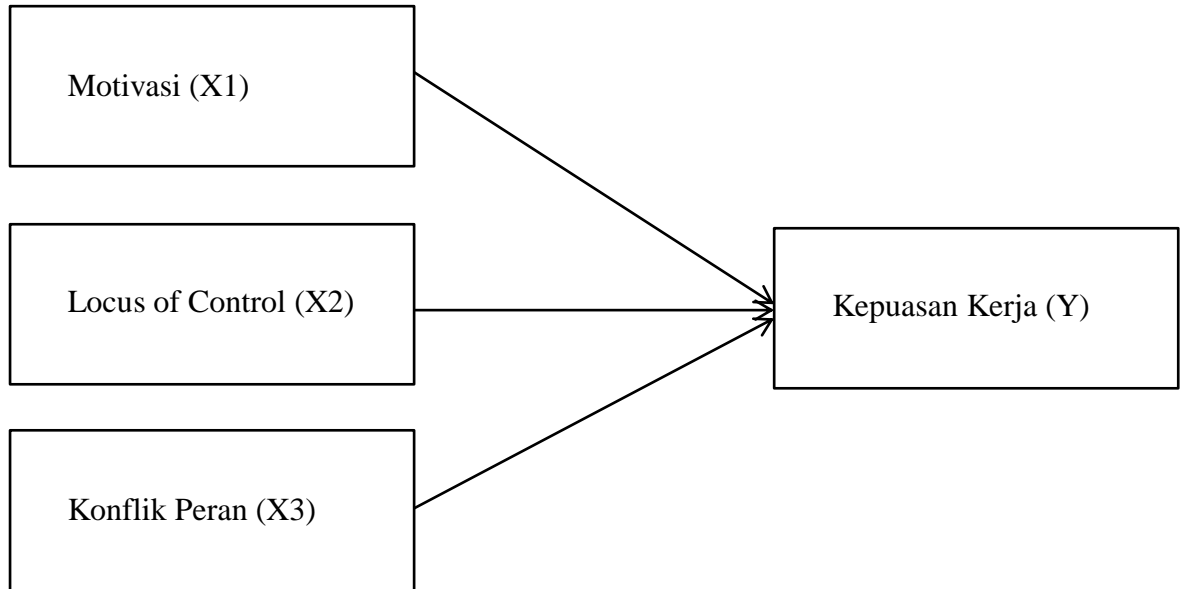 Motivasi (X1)
Locus of Control (X2)
Kepuasan Kerja (Y)
Konflik Peran (X3)